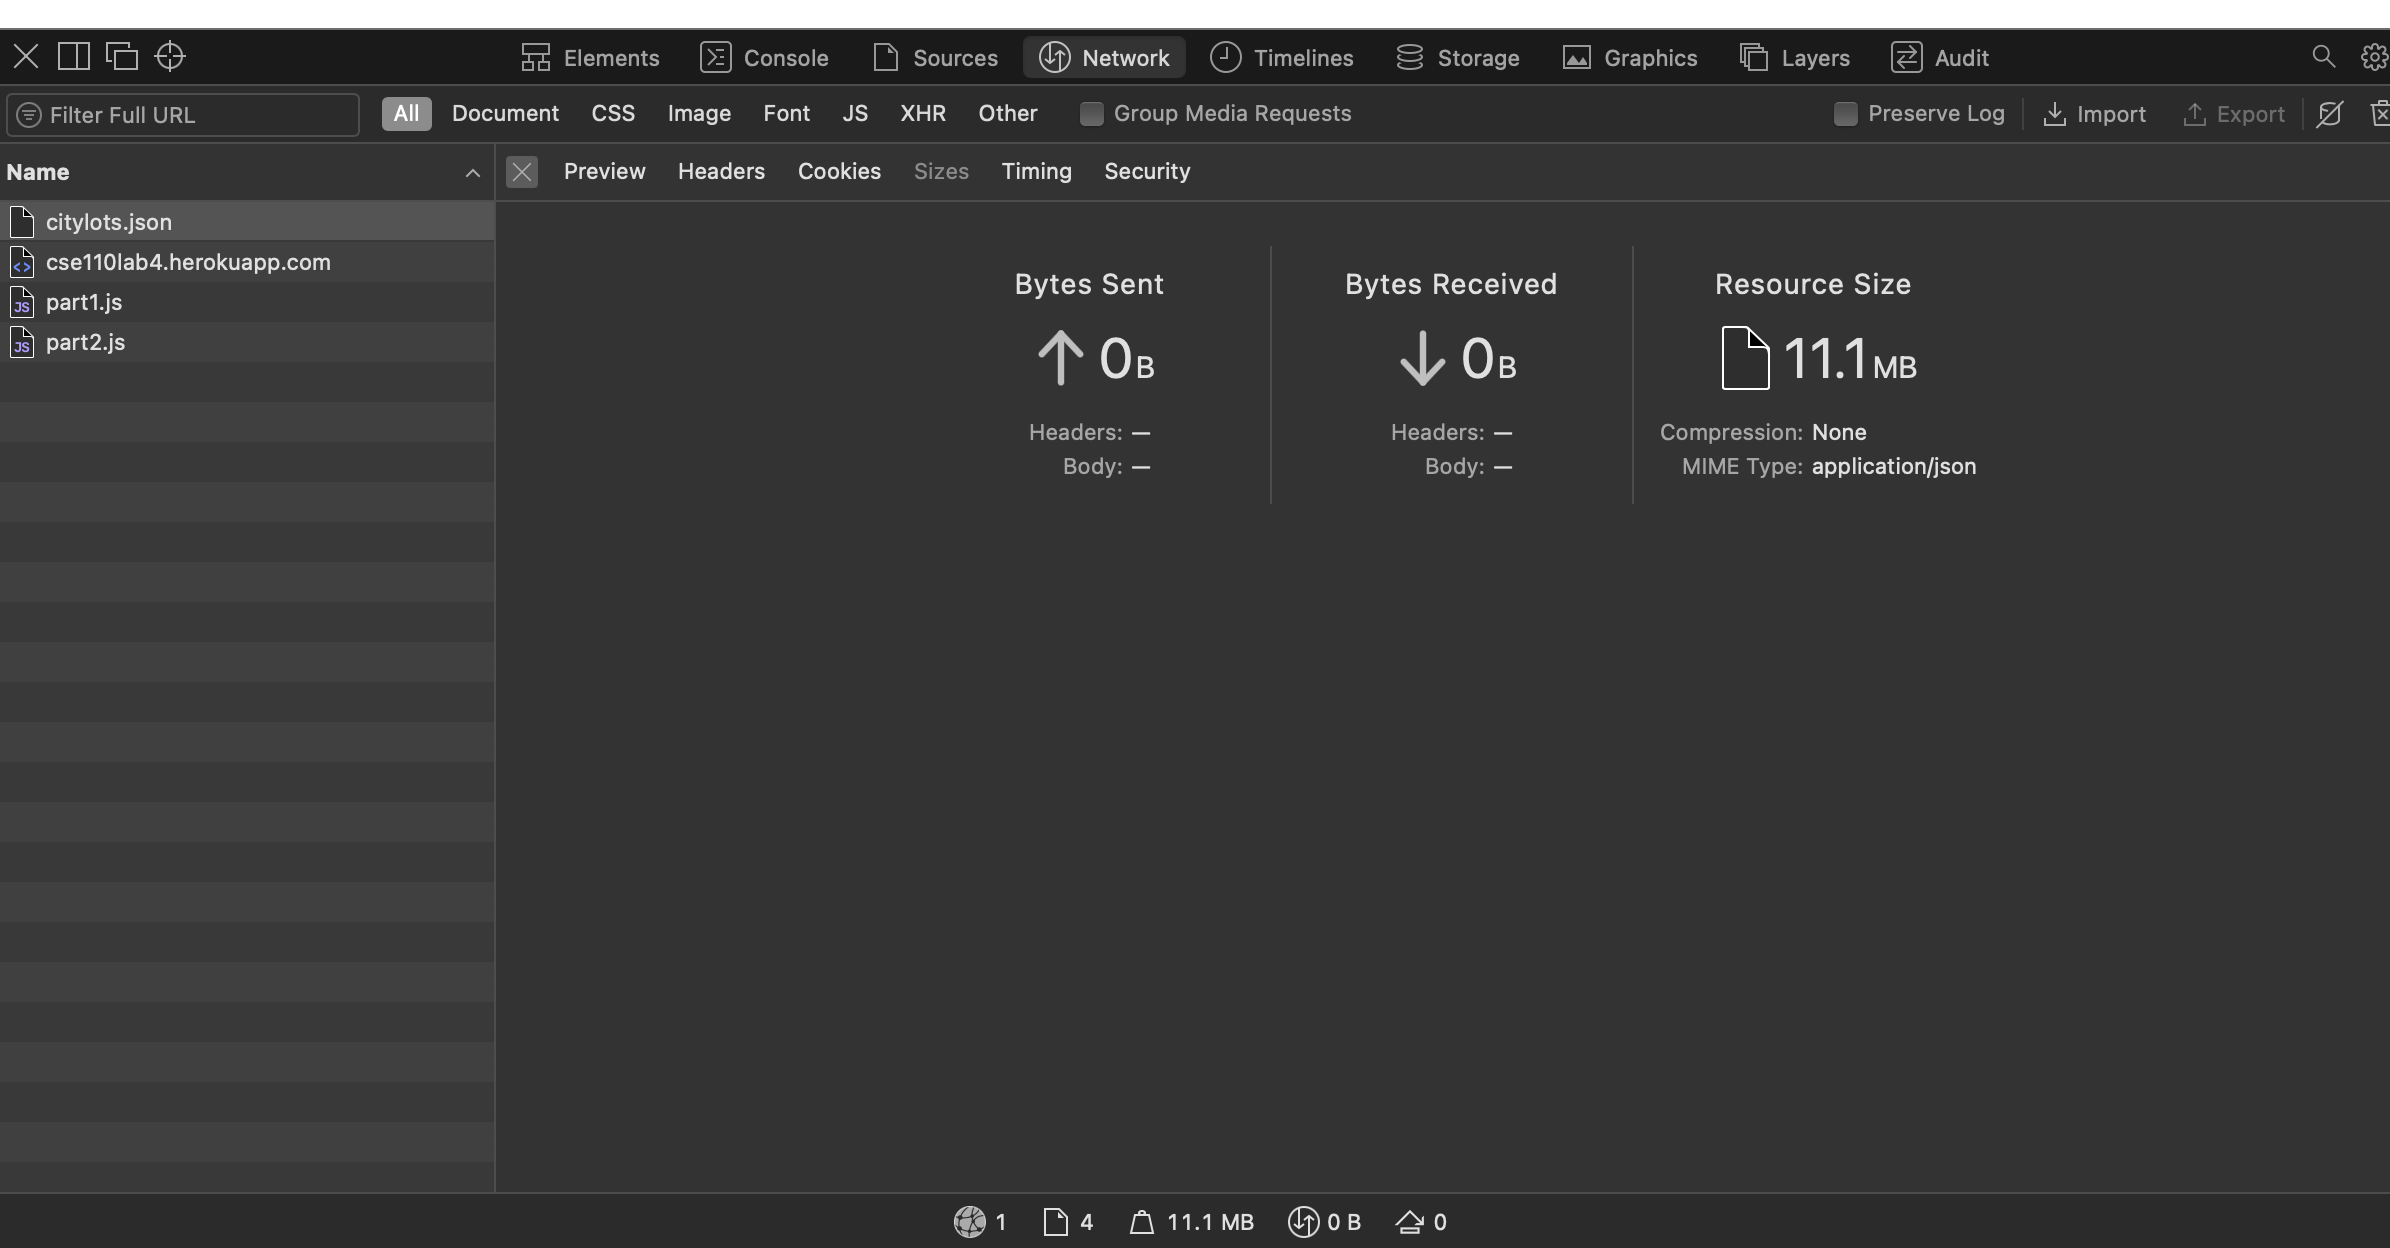 Elements Console Sources Network Timelines Storage Graphics Layers Audit
Filter Full URL All Document CSS Image Font JS XHR Other Group Media Requests Preserve Log Import Export
Name Preview Headers Cookies Sizes Timing Security
citylots.json
<> cse110lab4.herokuapp.com
JS part1.js
JS part2.js
Bytes Sent Bytes Received Resource Size
0B 0B 11.1MB
Headers: — Headers: — Compression: None
Body: — Body: — MIME Type: application/json
1 4 11.1 MB 0 B 0